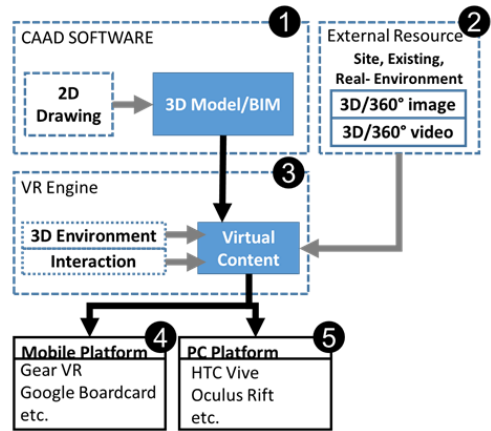 CAAD SOFTWARE
1
2D
Drawing
3D Model/BIM
External Resource
2
Site, Existing,
Real- Environment
3D/360° image
3D/360° video
VR Engine
3
3D Environment
Interaction
Virtual
Content
4
Mobile Platform
Gear VR
Google Boardcard
etc.
5
PC Platform
HTC Vive
Oculus Rift
etc.